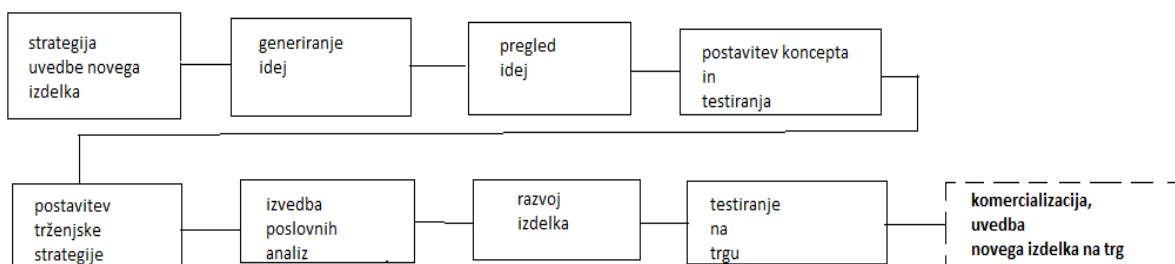 strategija
uvedbe novega
izdelka
generiranje
idej
pregled
idej
postavitev koncepta
in
testiranja
postavitev
trženjske
strategije
izvedba
poslovnih
analiz
razvoj
izdelka
testiranje
na
trgu
komercializacija,
uvedba
novega izdelka na trg